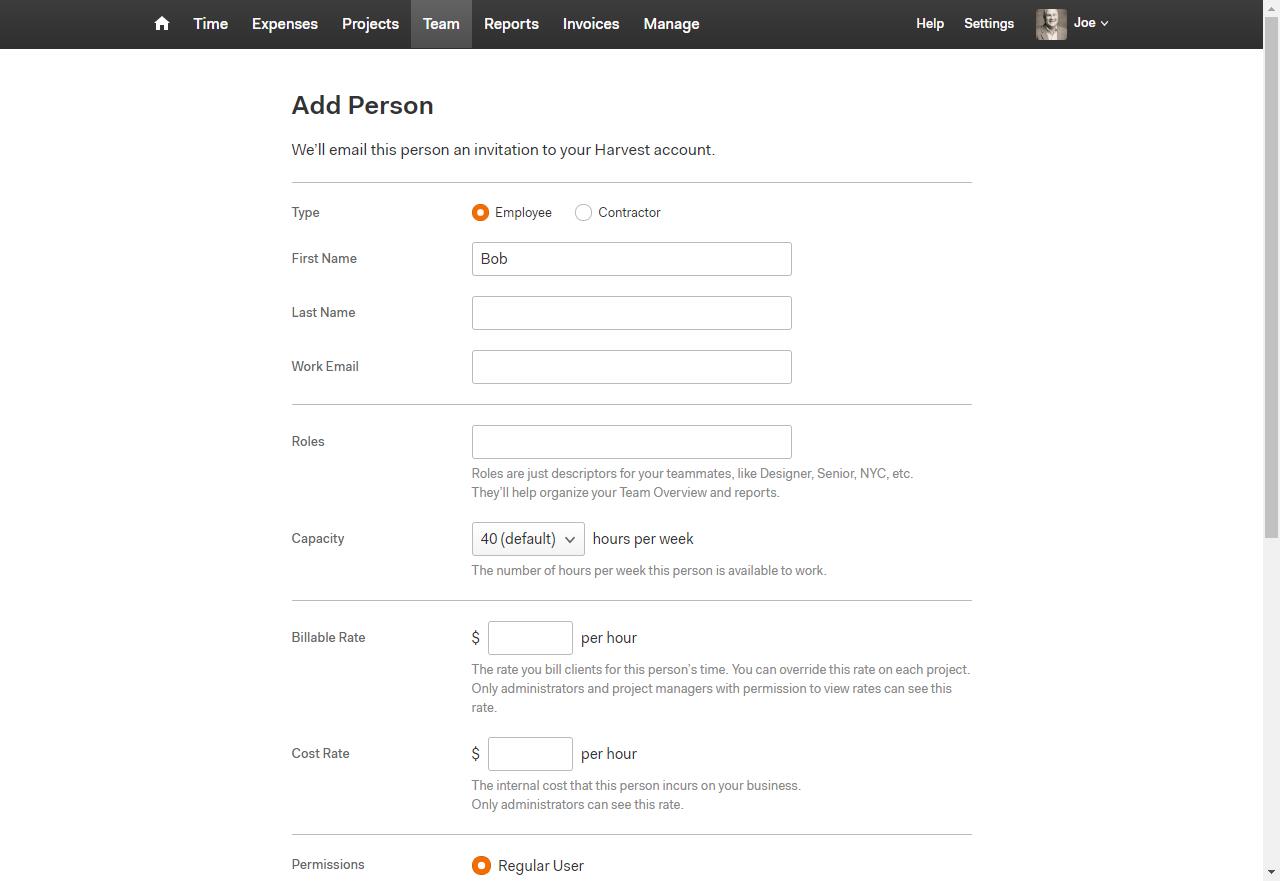 Time Expenses Projects Team Reports Invoices Manage Help Settings Joe
Add Person
We'll email this person an invitation to your Harvest account.
Type Employee Contractor
First Name Bob
Last Name
Work Email
Roles
Roles are just descriptors for your teammates, like Designer, Senior, NYC, etc.
They'll help organize your Team Overview and reports.
Capacity 40 (default) hours per week
The number of hours per week this person is available to work.
Billable Rate $ per hour
The rate you bill clients for this person's time. You can override this rate on each project.
Only administrators and project managers with permission to view rates can see this
rate.
Cost Rate $ per hour
The internal cost that this person incurs on your business.
Only administrators can see this rate.
Permissions Regular User